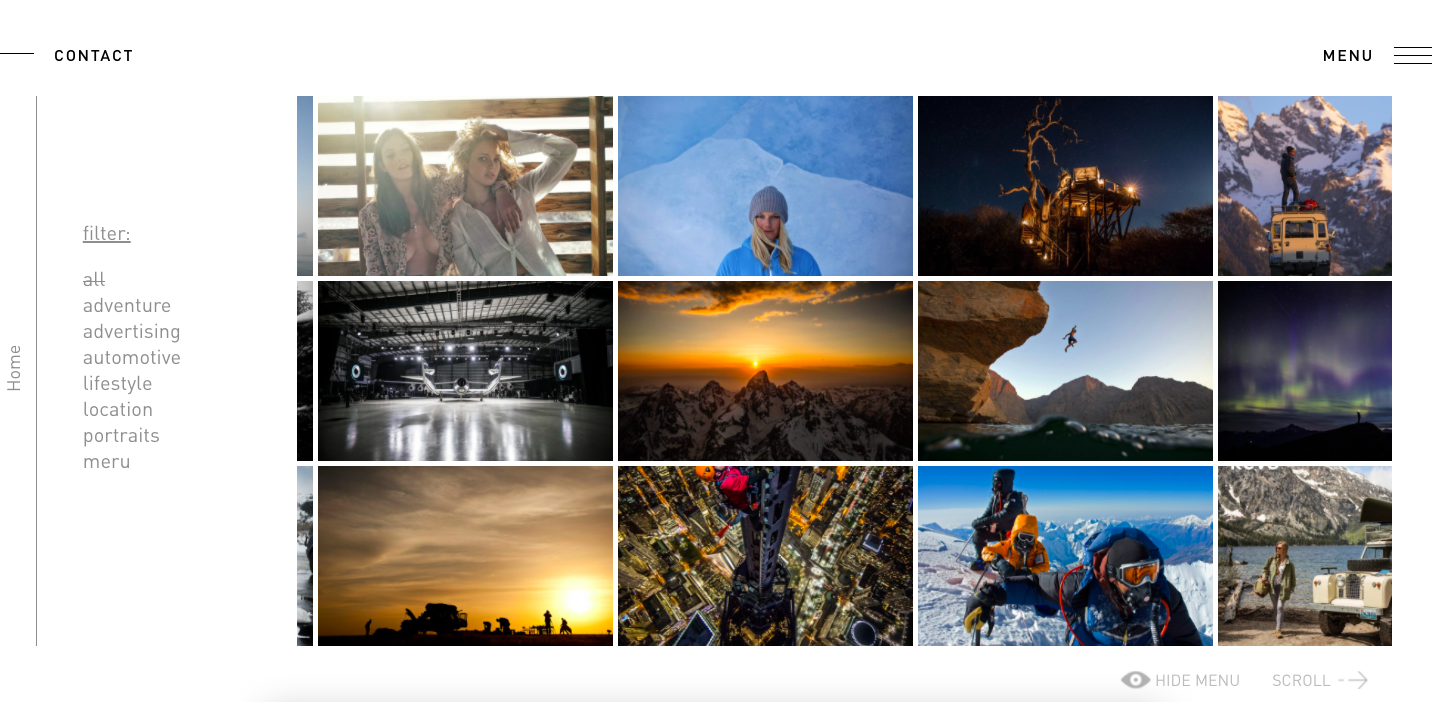 CONTACT
MENU
filter:
all
adventure
advertising
automotive
lifestyle
location
portraits
meru
Home
HIDE MENU
SCROLL